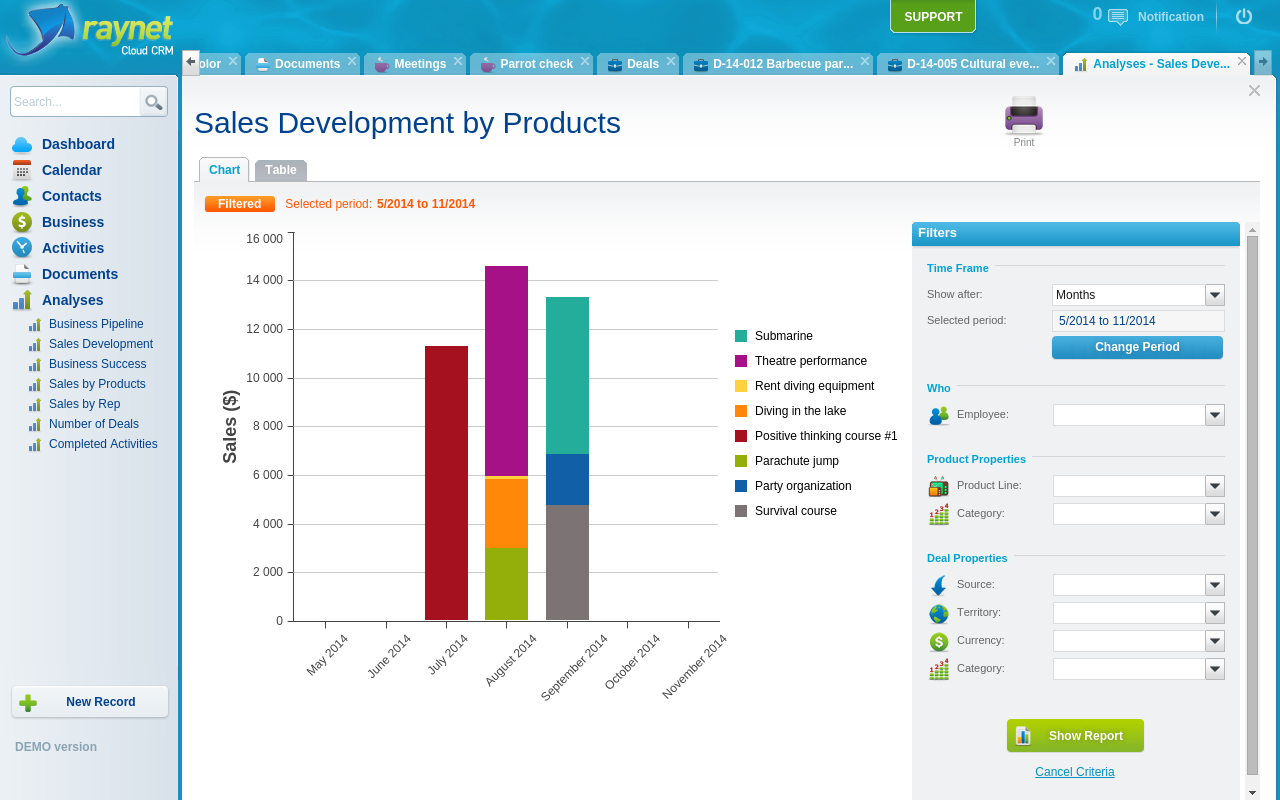 raynet
Cloud CRM
SUPPORT
0
Notification
olor
Documents
Meetings
Parrot check
Deals
D-14-012 Barbecue par...
D-14-005 Cultural eve...
Analyses - Sales Deve...
Search...
Dashboard
Calendar
Contacts
Business
Activities
Documents
Analyses
Business Pipeline
Sales Development
Business Success
Sales by Products
Sales by Rep
Number of Deals
Completed Activities
New Record
DEMO version
Sales Development by Products
Print
Chart
Table
Filtered
Selected period: 5/2014 to 11/2014
Sales ($)
16 000
14 000
12 000
10 000
8 000
6 000
4 000
2 000
0
May 2014
June 2014
July 2014
August 2014
September 2014
October 2014
November 2014
Submarine
Theatre performance
Rent diving equipment
Diving in the lake
Positive thinking course #1
Parachute jump
Party organization
Survival course
Filters
Time Frame
Show after: Months
Selected period: 5/2014 to 11/2014
Change Period
Who
Employee:
Product Properties
Product Line:
Category:
Deal Properties
Source:
Territory:
Currency:
Category:
Show Report
Cancel Criteria